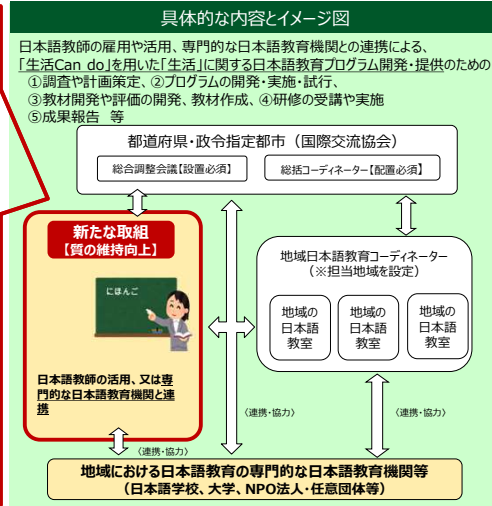 具体的な内容とイメージ図
日本語教師の雇用や活用、専門的な日本語教育機関との連携による、
「生活Can do」を用いた「生活」に関する日本語教育プログラム開発・提供のための
①調査や計画策定、②プログラムの開発・実施・試行、
③教材開発や評価の開発、教材作成、④研修の受講や実施
⑤成果報告 等
都道府県・政令指定都市（国際交流協会）
総合調整会議【設置必須】
総括コーディネーター【配置必須】
新たな取組
【質の維持向上】
にほんご
日本語教師の活用、又は専
門的な日本語教育機関と連
携
地域日本語教育コーディネーター
（※担当地域を設定）
地域の
日本語
教室
地域の
日本語
教室
地域の
日本語
教室
〈連携・協力〉
〈連携・協力〉
〈連携・協力〉
地域における日本語教育の専門的な日本語教育機関等
（日本語学校、大学、NPO法人・任意団体等）